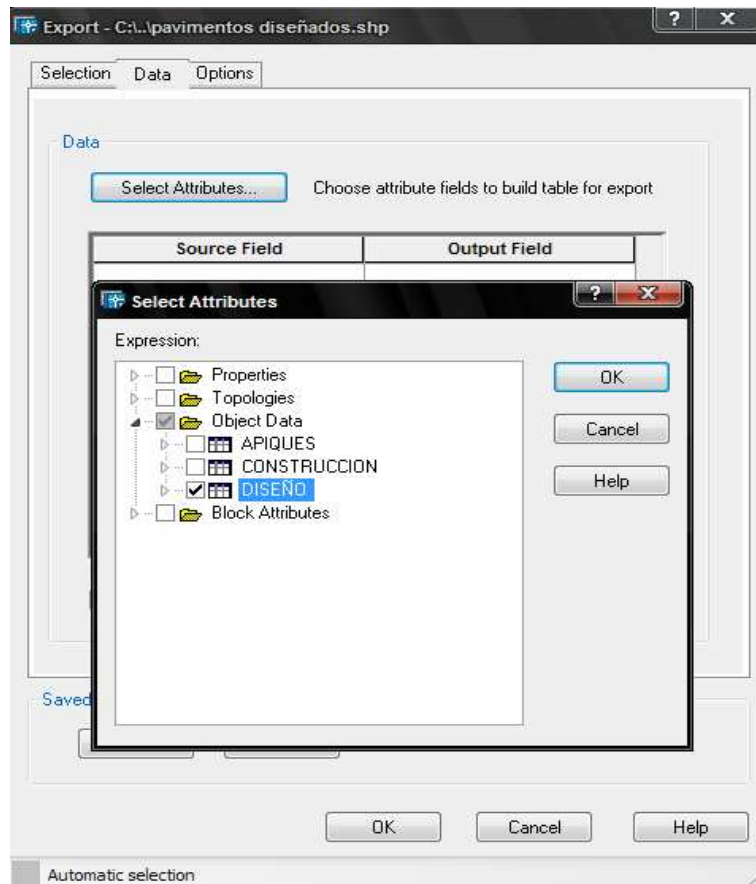 Export - C:\..\pavimentos diseñados.shp
Selection Data Options
Data
Select Attributes... Choose attribute fields to build table for export
Source Field Output Field
Select Attributes
Expression:
Properties
Topologies
Object Data
APIQUES
CONSTRUCCION
DISEÑO
Block Attributes
OK
Cancel
Help
Saved
OK Cancel Help
Automatic selection